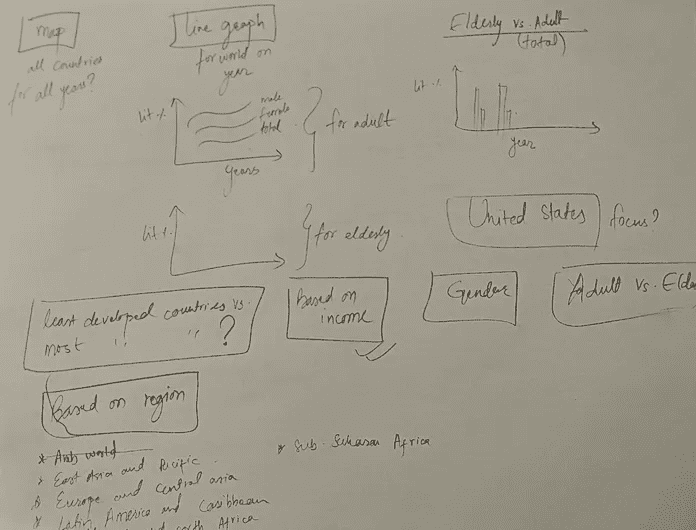 map
all countries
for all years?
line graph
for world on
year
lit %
male
female
total
years
for adult
lit %
for elderly
Elderly vs. Adult
(total)
lit %
year
United States focus?
least developed countries vs.
most " " ?
Based on
income
Gender
Adult vs. Elde
Based on region
* Arab world
* East Asia and Pacific
* Europe and central asia
* Latin America and Caribbean
and north Africa
* Sub-Saharan Africa